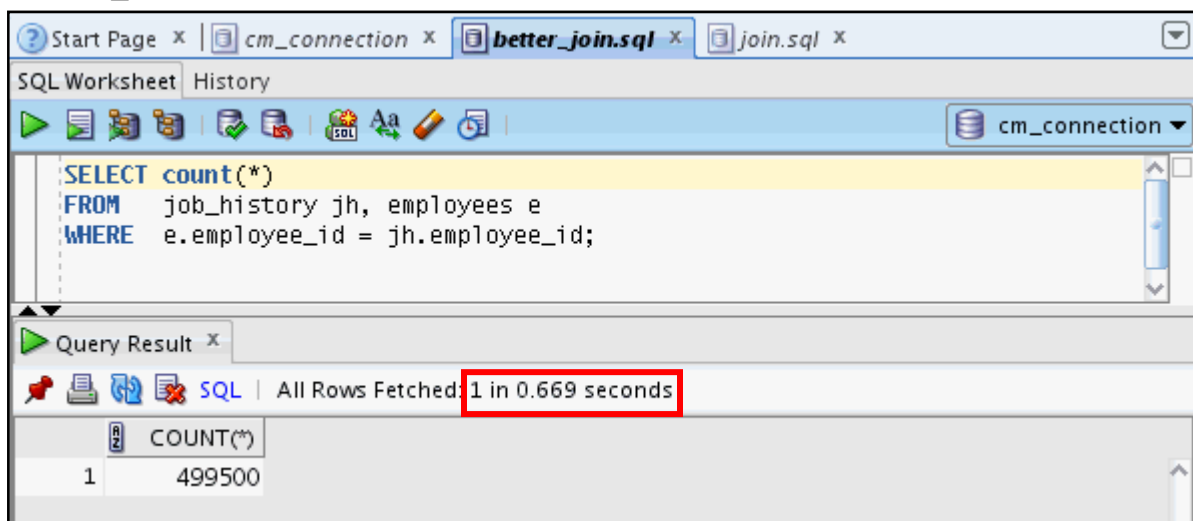 Start Page x cm_connection x better_join.sql x join.sql x
SQL Worksheet History
cm_connection
SELECT count(*)
FROM job_history jh, employees e
WHERE e.employee_id = jh.employee_id;
Query Result x
SQL | All Rows Fetched: 1 in 0.669 seconds
COUNT(*)
1 499500